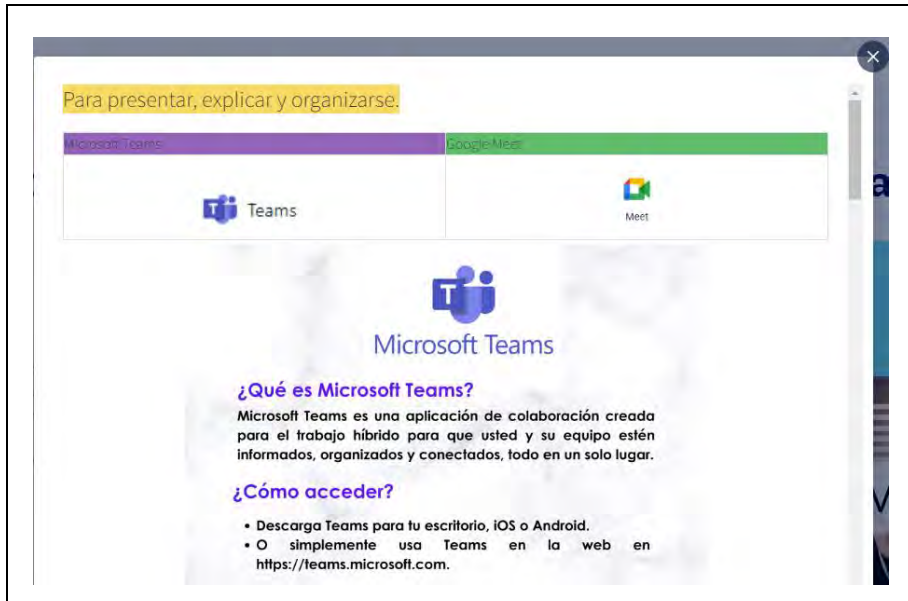 Para presentar, explicar y organizarse.
Microsoft Teams
Google Meet
T Teams
Meet
T
Microsoft Teams
¿Qué es Microsoft Teams?
Microsoft Teams es una aplicación de colaboración creada
para el trabajo híbrido para que usted y su equipo estén
informados, organizados y conectados, todo en un solo lugar.
¿Cómo acceder?
• Descarga Teams para tu escritorio, iOS o Android.
• O simplemente usa Teams en la web en
https://teams.microsoft.com.